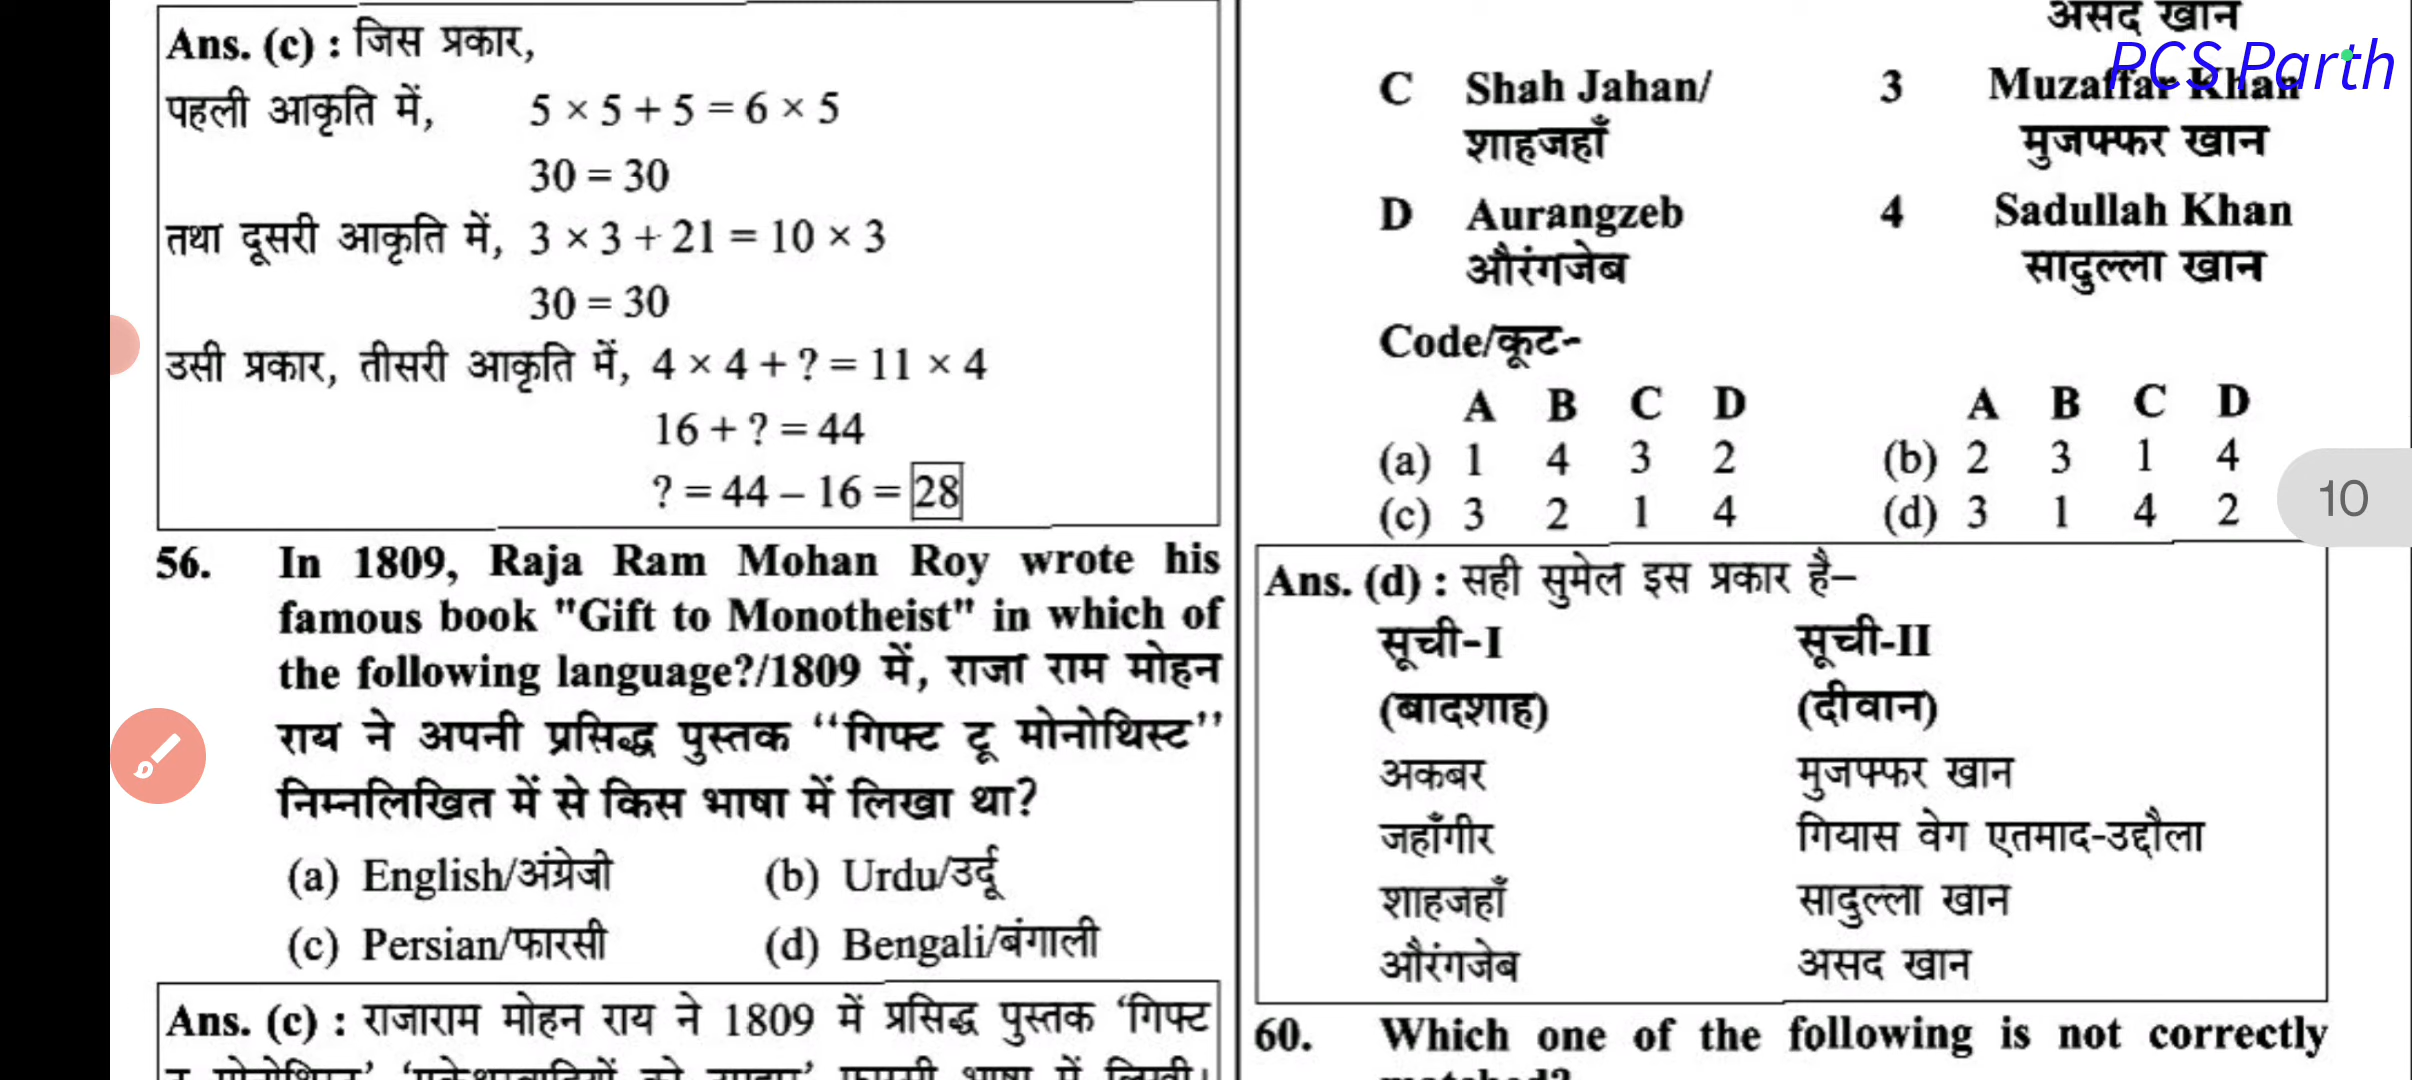 Ans. (c) : जिस प्रकार,
पहली आकृति में, 5 × 5 + 5 = 6 × 5
30 = 30
तथा दूसरी आकृति में, 3 × 3 + 21 = 10 × 3
30 = 30
उसी प्रकार, तीसरी आकृति में, 4 × 4 + ? = 11 × 4
16 + ? = 44
? = 44 – 16 = 28
56. In 1809, Raja Ram Mohan Roy wrote his
famous book "Gift to Monotheist" in which of
the following language?/1809 में, राजा राम मोहन
राय ने अपनी प्रसिद्ध पुस्तक ‘‘गिफ्ट टू मोनोथिस्ट’’
निम्नलिखित में से किस भाषा में लिखा था?
(a) English/अंग्रेजी (b) Urdu/उर्दू
(c) Persian/फारसी (d) Bengali/बंगाली
Ans. (c) : राजाराम मोहन राय ने 1809 में प्रसिद्ध पुस्तक ‘गिफ्ट
असद खान
PCS Parth
C Shah Jahan/ 3 Muzaffar Khan
शाहजहाँ मुजफ्फर खान
D Aurangzeb 4 Sadullah Khan
औरंगजेब सादुल्ला खान
Code/कूट-
A B C D A B C D
(a) 1 4 3 2 (b) 2 3 1 4
(c) 3 2 1 4 (d) 3 1 4 2
10
Ans. (d) : सही सुमेल इस प्रकार है–
सूची-I सूची-II
(बादशाह) (दीवान)
अकबर मुजफ्फर खान
जहाँगीर गियास वेग एतमाद-उद्दौला
शाहजहाँ सादुल्ला खान
औरंगजेब असद खान
60. Which one of the following is not correctly